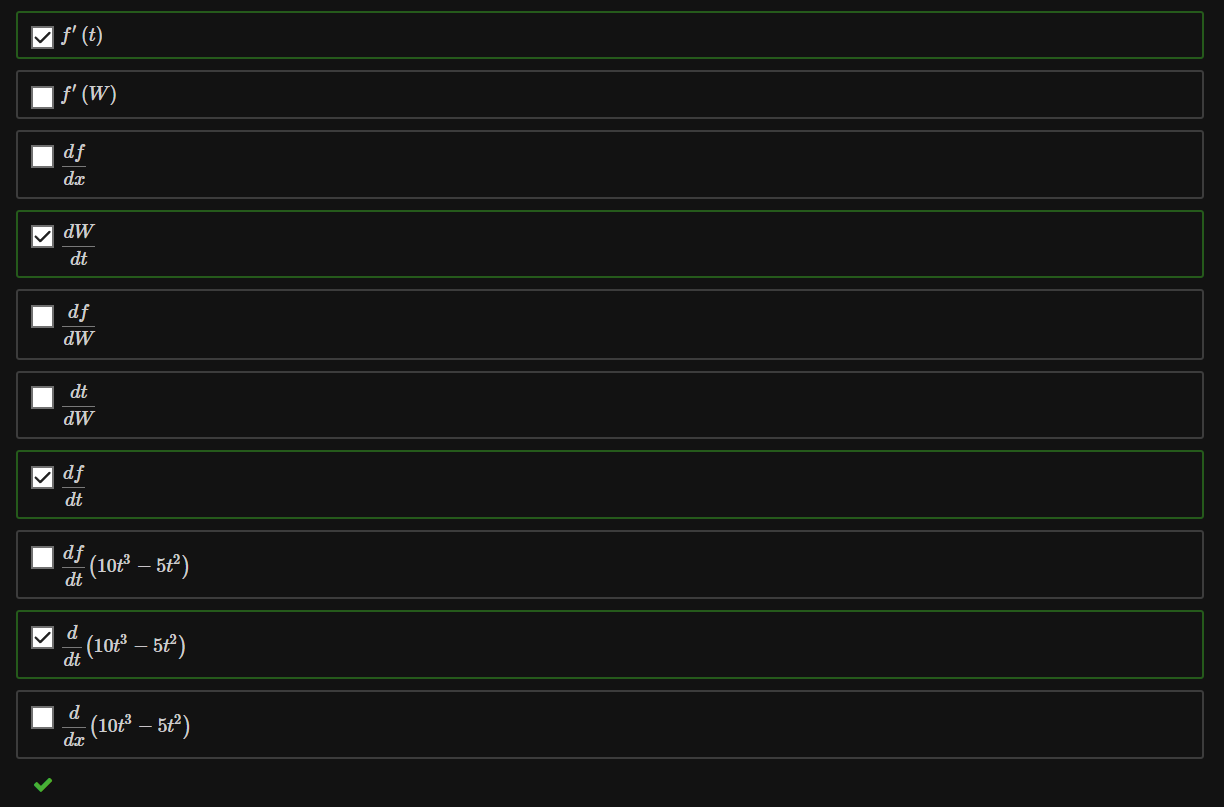 f′ (t)
f′ (W)
df/dx
dW/dt
df/dW
dt/dW
df/dt
df/dt (10t³ − 5t²)
d/dt (10t³ − 5t²)
d/dx (10t³ − 5t²)